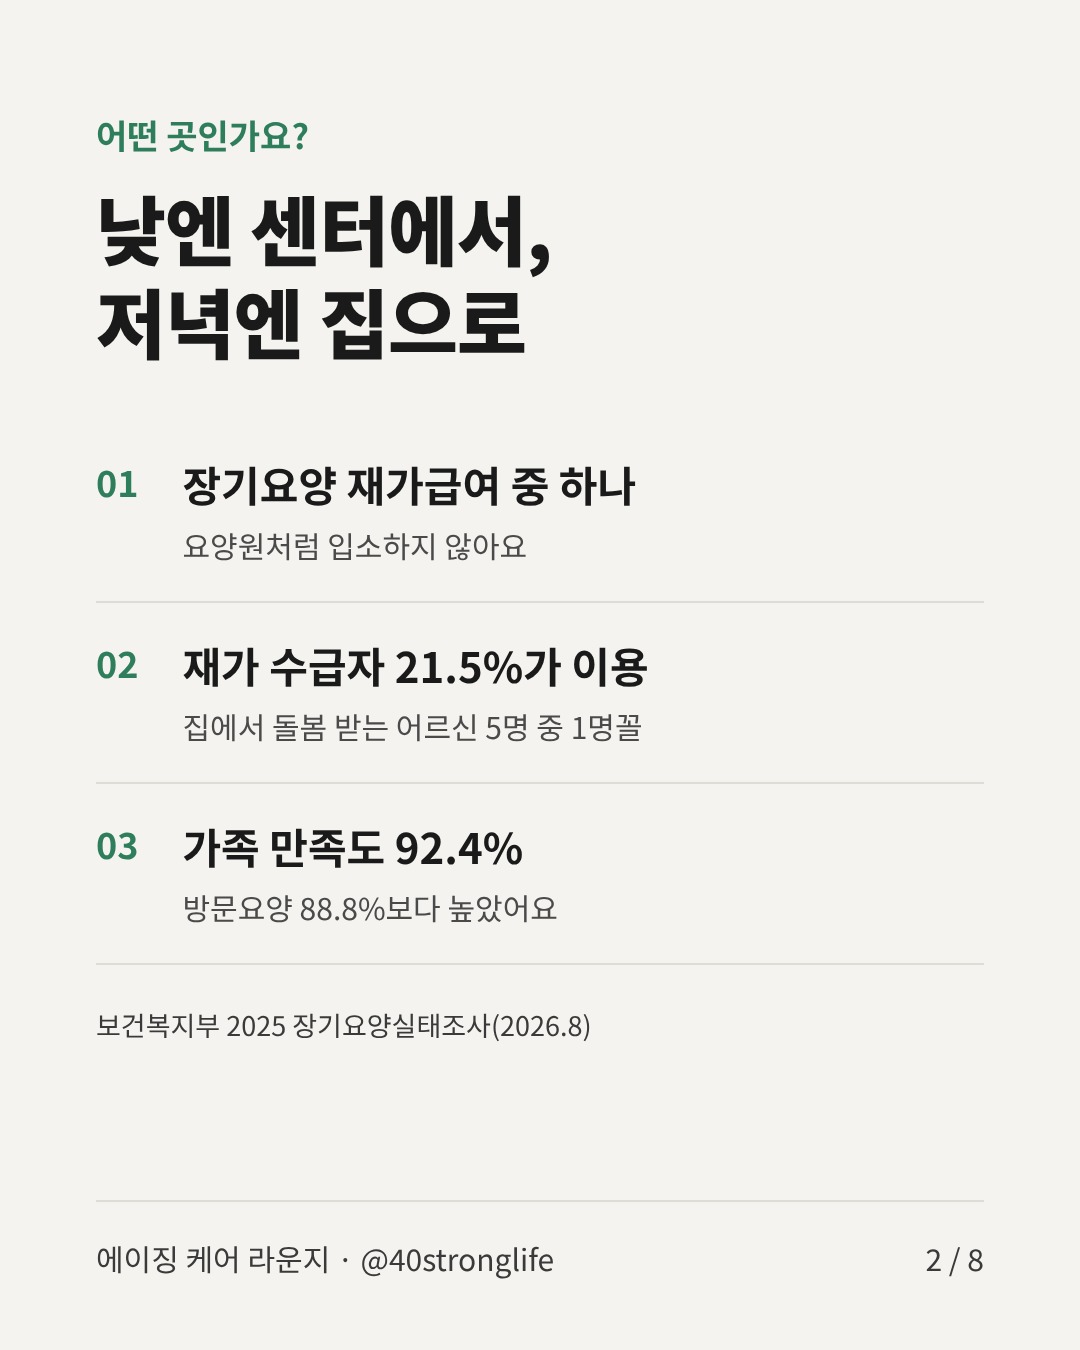 어떤 곳인가요?
낮엔 센터에서,
저녁엔 집으로
01 장기요양 재가급여 중 하나
요양원처럼 입소하지 않아요
02 재가 수급자 21.5%가 이용
집에서 돌봄 받는 어르신 5명 중 1명꼴
03 가족 만족도 92.4%
방문요양 88.8%보다 높았어요
보건복지부 2025 장기요양실태조사(2026.8)
에이징 케어 라운지 · @40stronglife
2 / 8